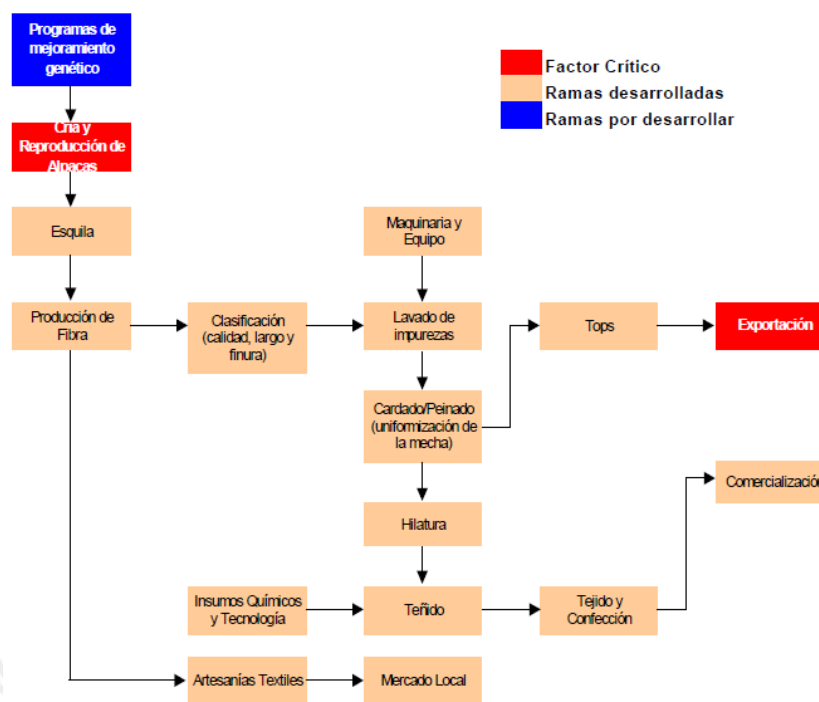 Programas de
mejoramiento
genético
Factor Crítico
Ramas desarrolladas
Ramas por desarrollar
Cría y
Reproducción de
Alpacas
Esquila
Maquinaria y
Equipo
Producción de
Fibra
Clasificación
(calidad, largo y
finura)
Lavado de
impurezas
Tops
Exportación
Cardado/Peinado
(uniformización de
la mecha)
Comercialización
Hilatura
Insumos Químicos
y Tecnología
Teñido
Tejido y
Confección
Artesanías Textiles
Mercado Local